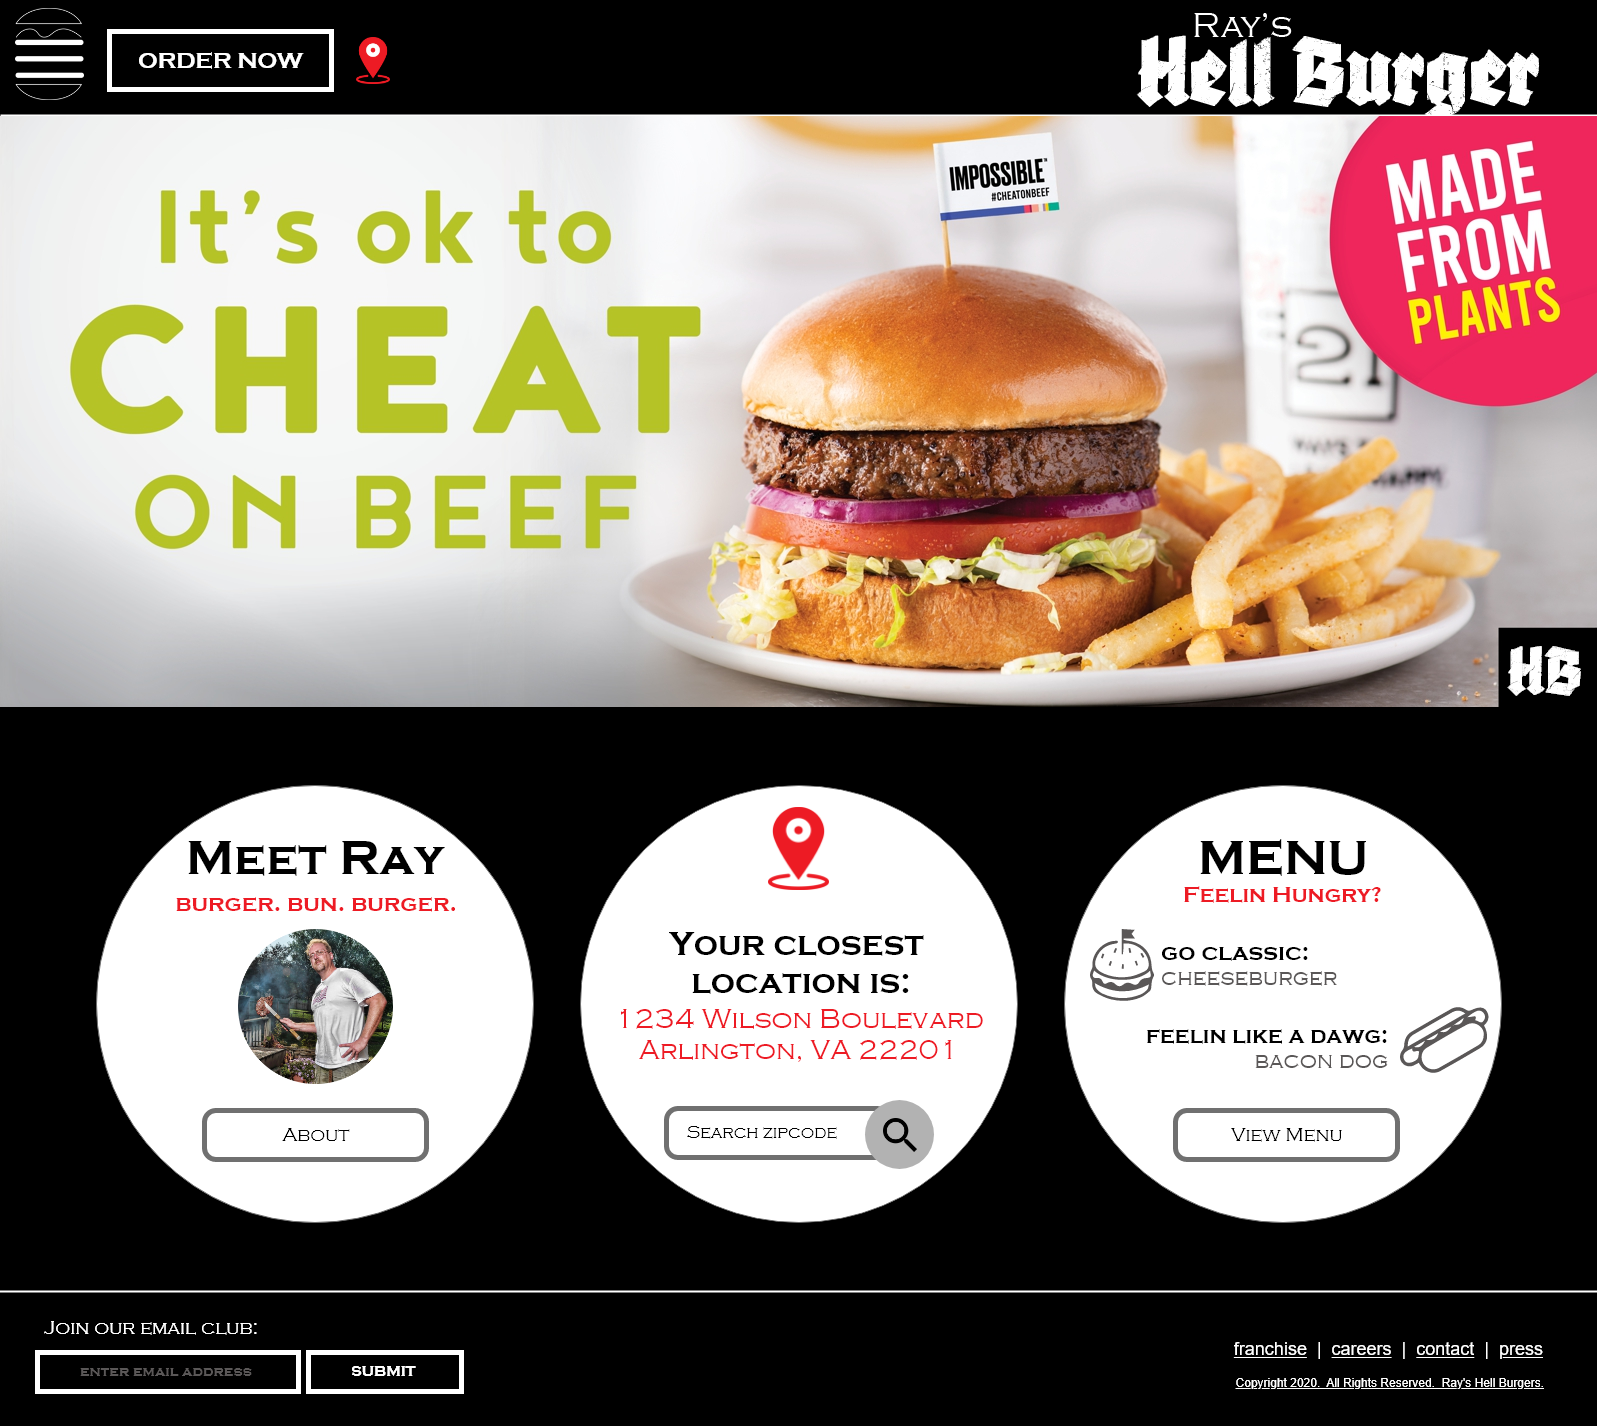 ORDER NOW
Ray's
Hell Burger
It's ok to
CHEAT
ON BEEF
IMPOSSIBLE™
#CHEATONBEEF
MADE
FROM
PLANTS
21
HB
Meet Ray
BURGER. BUN. BURGER.
About
Your closest
location is:
1234 Wilson Boulevard
Arlington, VA 22201
Search zipcode
MENU
Feelin Hungry?
GO CLASSIC:
CHEESEBURGER
FEELIN LIKE A DAWG:
BACON DOG
View Menu
Join our email club:
ENTER EMAIL ADDRESS
SUBMIT
franchise | careers | contact | press
Copyright 2020. All Rights Reserved. Ray's Hell Burgers.